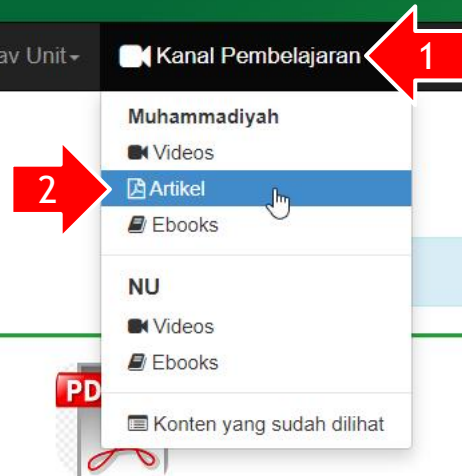 av Unit
Kanal Pembelajaran
1
Muhammadiyah
Videos
2
Artikel
Ebooks
NU
Videos
Ebooks
PD
Konten yang sudah dilihat